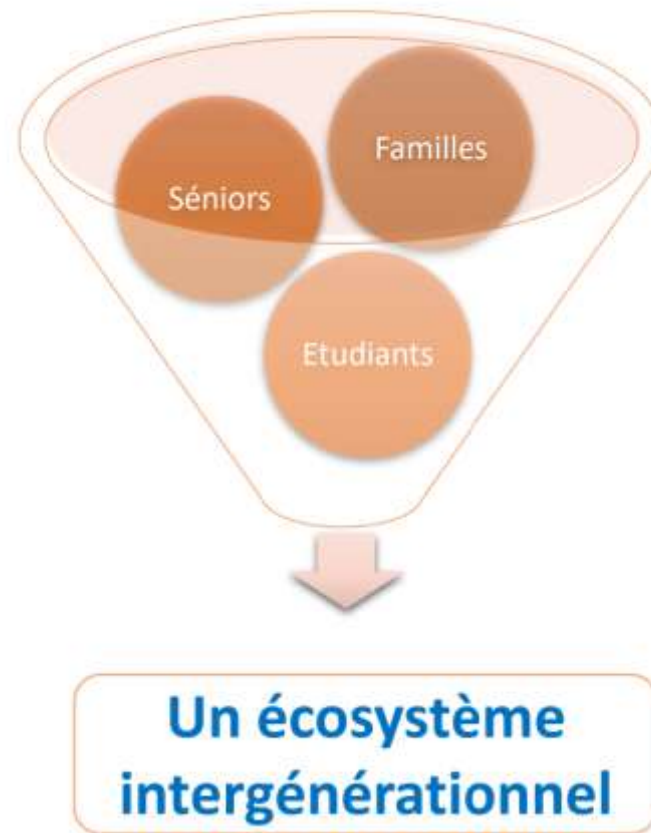 Familles
Séniors
Etudiants
Un écosystème
intergénérationnel